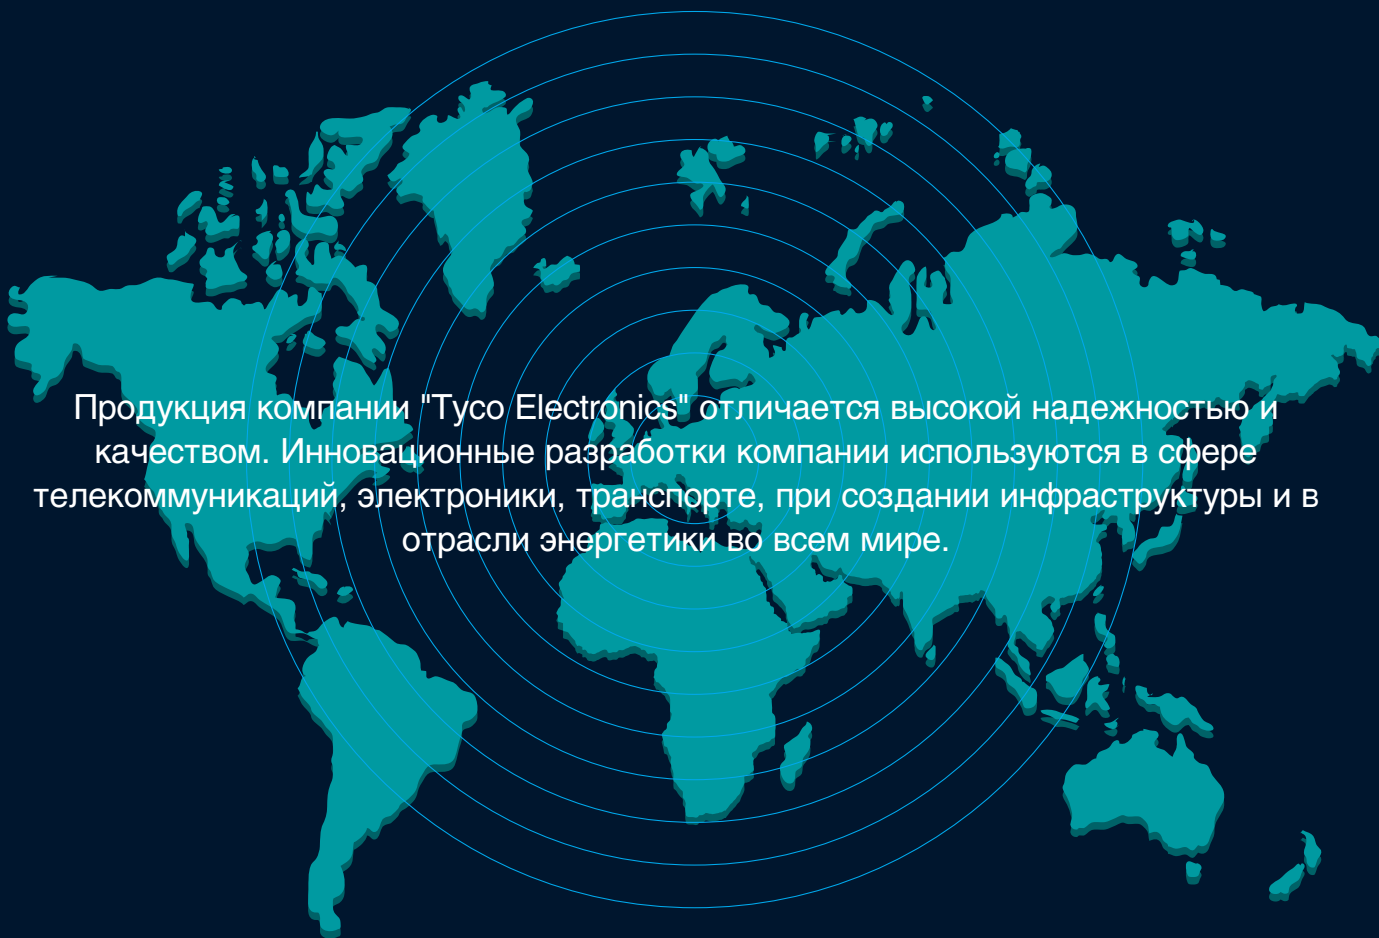 Продукция компании "Tyco Electronics" отличается высокой надежностью и
качеством. Инновационные разработки компании используются в сфере
телекоммуникаций, электроники, транспорте, при создании инфраструктуры и в
отрасли энергетики во всем мире.